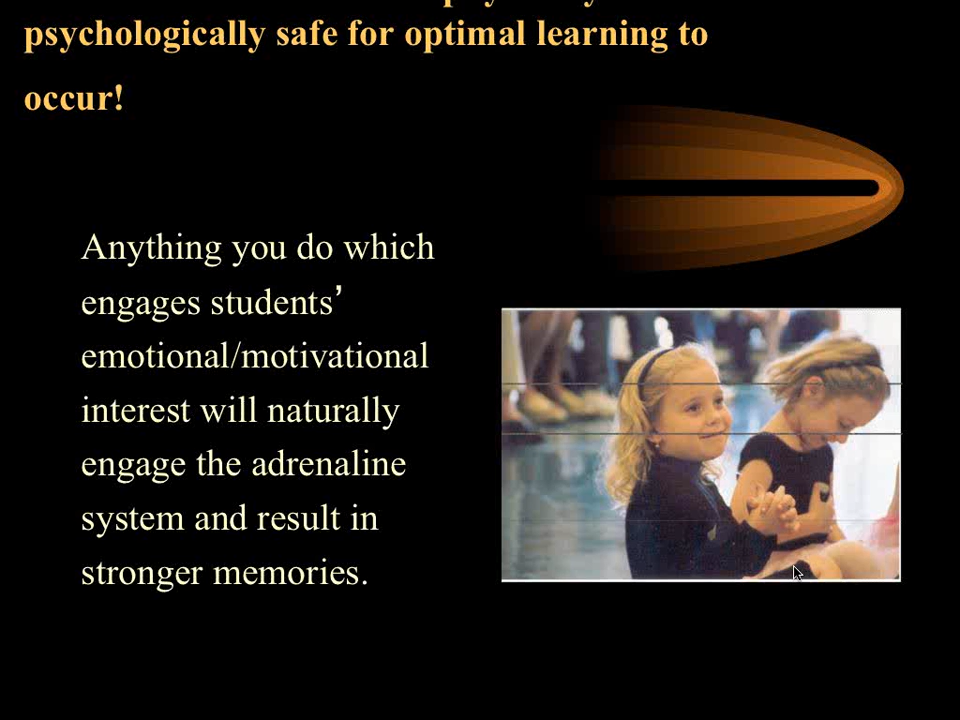 psychologically safe for optimal learning to
occur!
Anything you do which
engages students’
emotional/motivational
interest will naturally
engage the adrenaline
system and result in
stronger memories.